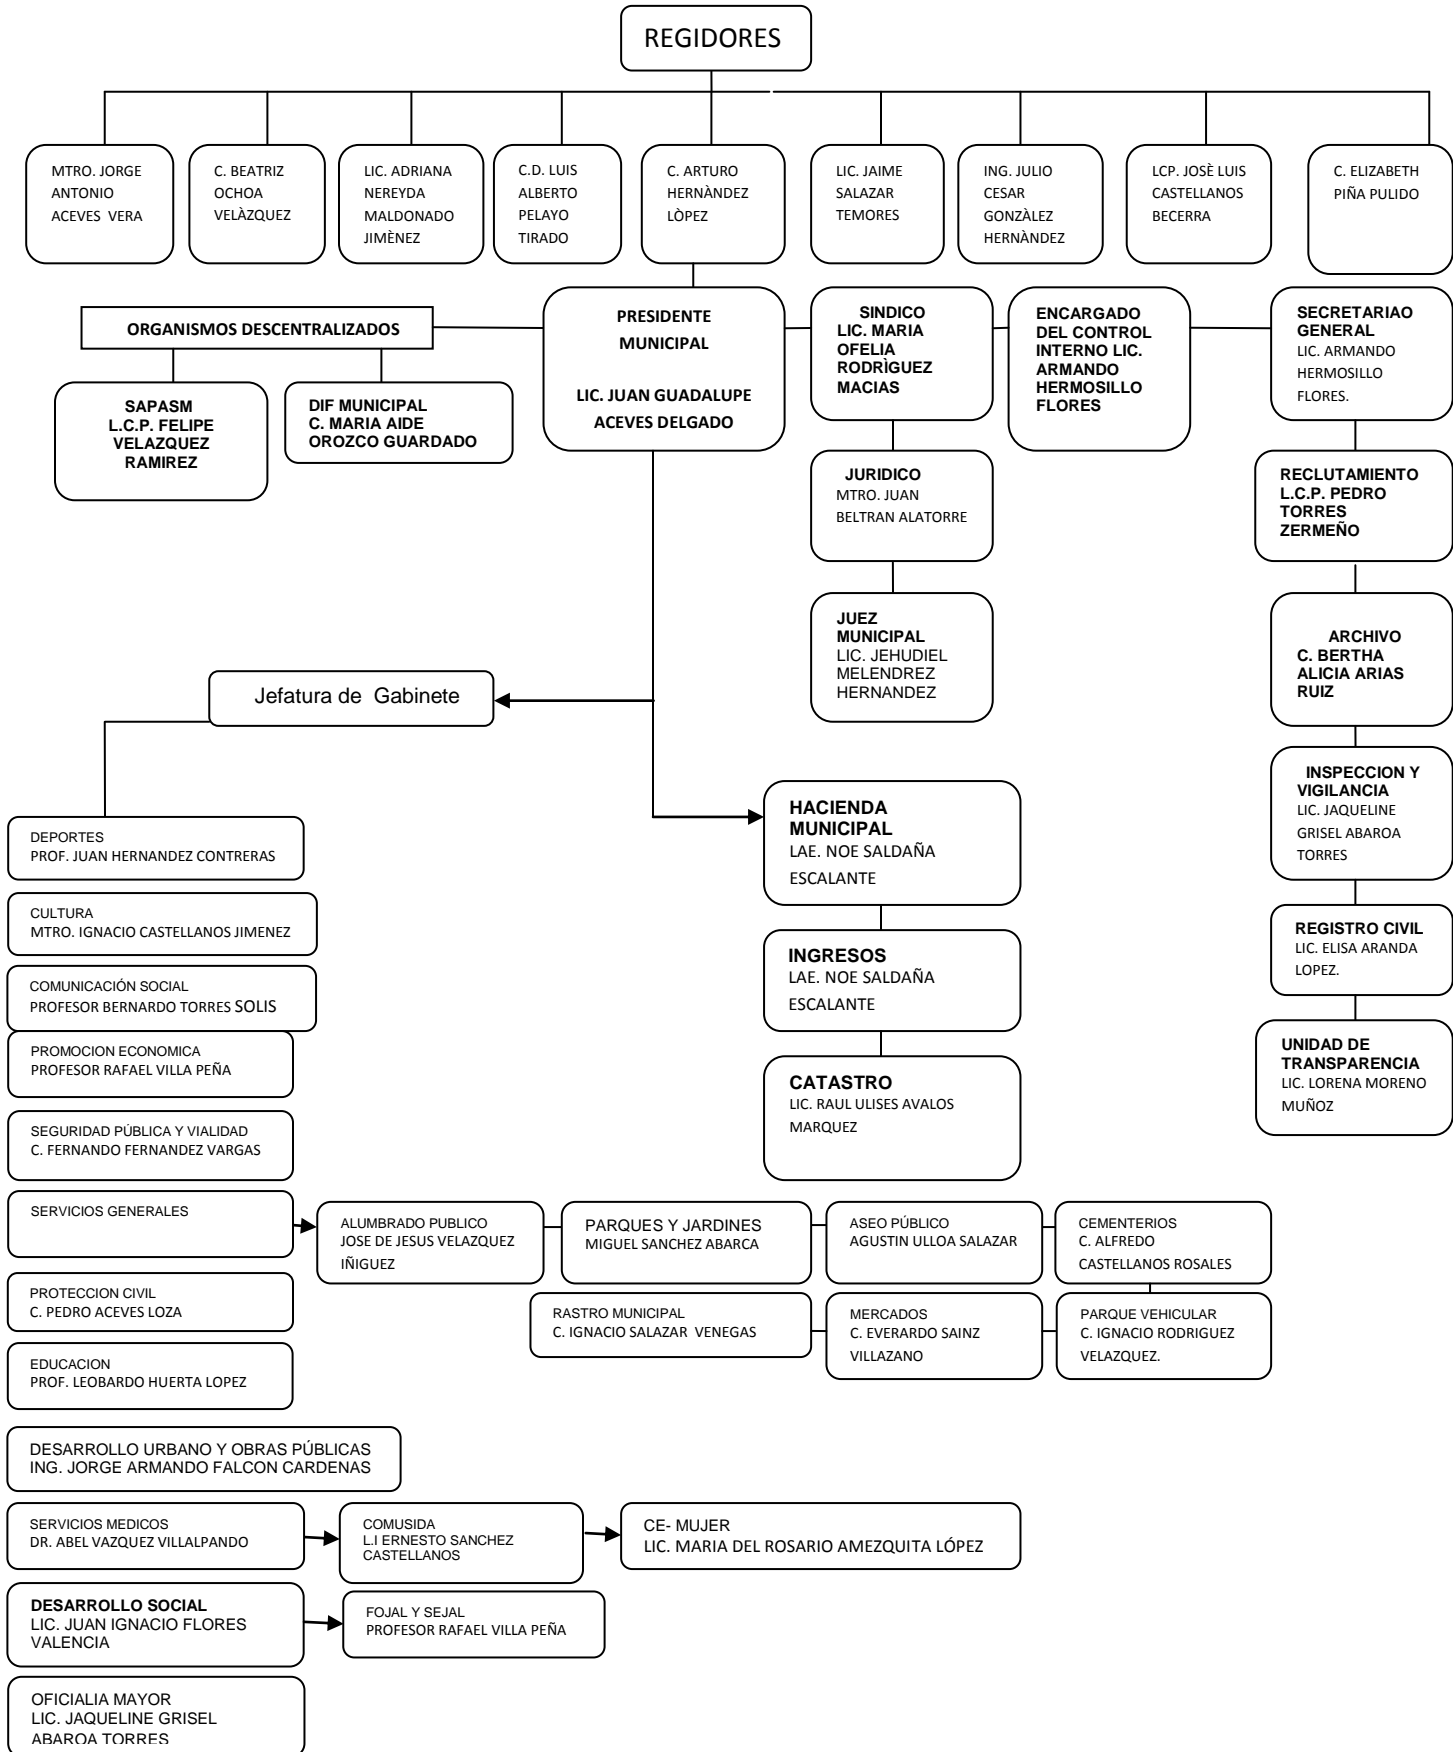 REGIDORES
MTRO. JORGE
ANTONIO
ACEVES VERA
C. BEATRIZ
OCHOA
VELÀZQUEZ
LIC. ADRIANA
NEREYDA
MALDONADO
JIMÈNEZ
C.D. LUIS
ALBERTO
PELAYO
TIRADO
C. ARTURO
HERNÀNDEZ
LÒPEZ
LIC. JAIME
SALAZAR
TEMORES
ING. JULIO
CESAR
GONZÀLEZ
HERNÀNDEZ
LCP. JOSÈ LUIS
CASTELLANOS
BECERRA
C. ELIZABETH
PIÑA PULIDO
ORGANISMOS DESCENTRALIZADOS
SAPASM
L.C.P. FELIPE
VELAZQUEZ
RAMIREZ
DIF MUNICIPAL
C. MARIA AIDE
OROZCO GUARDADO
PRESIDENTE
MUNICIPAL
LIC. JUAN GUADALUPE
ACEVES DELGADO
SINDICO
LIC. MARIA
OFELIA
RODRÌGUEZ
MACIAS
ENCARGADO
DEL CONTROL
INTERNO LIC.
ARMANDO
HERMOSILLO
FLORES
SECRETARIAO
GENERAL
LIC. ARMANDO
HERMOSILLO
FLORES.
JURIDICO
MTRO. JUAN
BELTRAN ALATORRE
RECLUTAMIENTO
L.C.P. PEDRO
TORRES
ZERMEÑO
JUEZ
MUNICIPAL
LIC. JEHUDIEL
MELENDREZ
HERNANDEZ
ARCHIVO
C. BERTHA
ALICIA ARIAS
RUIZ
Jefatura de Gabinete
INSPECCION Y
VIGILANCIA
LIC. JAQUELINE
GRISEL ABAROA
TORRES
HACIENDA
MUNICIPAL
LAE. NOE SALDAÑA
ESCALANTE
REGISTRO CIVIL
LIC. ELISA ARANDA
LOPEZ.
INGRESOS
LAE. NOE SALDAÑA
ESCALANTE
UNIDAD DE
TRANSPARENCIA
LIC. LORENA MORENO
MUÑOZ
CATASTRO
LIC. RAUL ULISES AVALOS
MARQUEZ
DEPORTES
PROF. JUAN HERNANDEZ CONTRERAS
CULTURA
MTRO. IGNACIO CASTELLANOS JIMENEZ
COMUNICACIÓN SOCIAL
PROFESOR BERNARDO TORRES SOLIS
PROMOCION ECONOMICA
PROFESOR RAFAEL VILLA PEÑA
SEGURIDAD PÚBLICA Y VIALIDAD
C. FERNANDO FERNANDEZ VARGAS
SERVICIOS GENERALES
ALUMBRADO PUBLICO
JOSE DE JESUS VELAZQUEZ
IÑIGUEZ
PARQUES Y JARDINES
MIGUEL SANCHEZ ABARCA
ASEO PÚBLICO
AGUSTIN ULLOA SALAZAR
CEMENTERIOS
C. ALFREDO
CASTELLANOS ROSALES
PROTECCION CIVIL
C. PEDRO ACEVES LOZA
RASTRO MUNICIPAL
C. IGNACIO SALAZAR VENEGAS
MERCADOS
C. EVERARDO SAINZ
VILLAZANO
PARQUE VEHICULAR
C. IGNACIO RODRIGUEZ
VELAZQUEZ.
EDUCACION
PROF. LEOBARDO HUERTA LOPEZ
DESARROLLO URBANO Y OBRAS PÚBLICAS
ING. JORGE ARMANDO FALCON CARDENAS
SERVICIOS MEDICOS
DR. ABEL VAZQUEZ VILLALPANDO
COMUSIDA
L.I ERNESTO SANCHEZ
CASTELLANOS
CE- MUJER
LIC. MARIA DEL ROSARIO AMEZQUITA LÓPEZ
DESARROLLO SOCIAL
LIC. JUAN IGNACIO FLORES
VALENCIA
FOJAL Y SEJAL
PROFESOR RAFAEL VILLA PEÑA
OFICIALIA MAYOR
LIC. JAQUELINE GRISEL
ABAROA TORRES